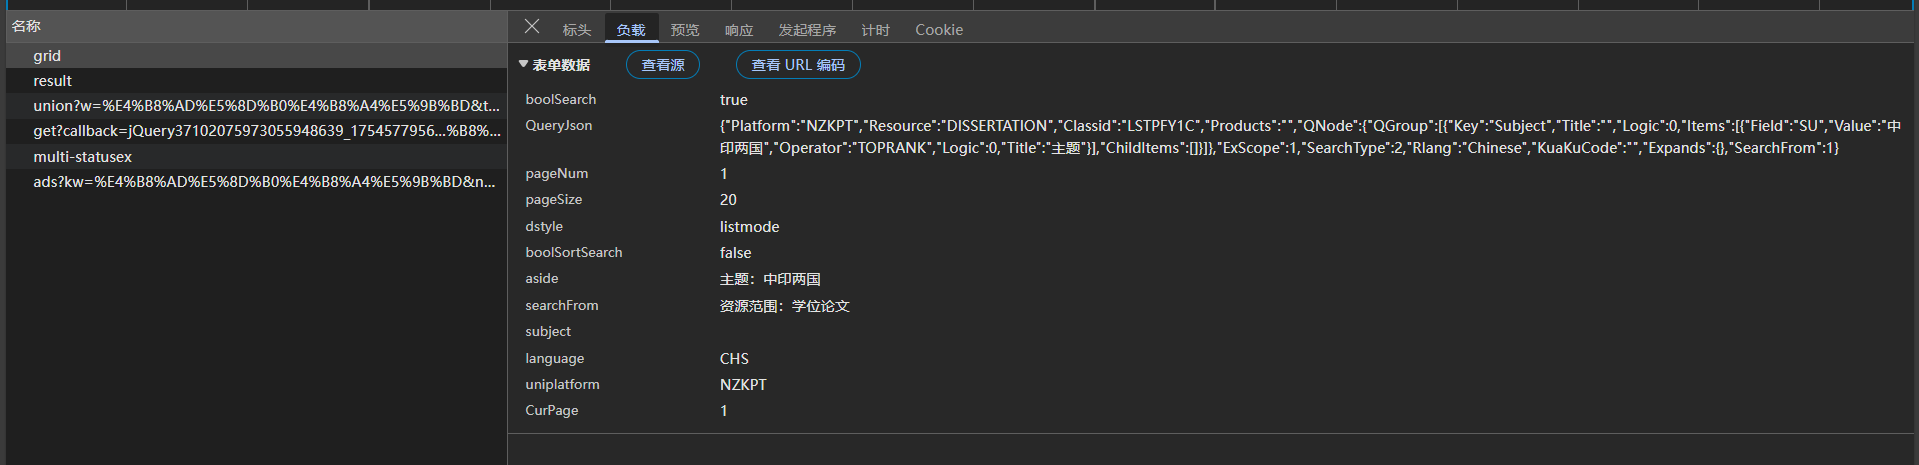 名称
grid
result
union?w=%E4%B8%AD%E5%8D%B0%E4%B8%A4%E5%9B%BD&t...
get?callback=jQuery37102075973055948639_1754577956...%B8%...
multi-statusex
ads?kw=%E4%B8%AD%E5%8D%B0%E4%B8%A4%E5%9B%BD&n...
标头 负载 预览 响应 发起程序 计时 Cookie
表单数据 查看源 查看 URL 编码
boolSearch true
QueryJson {"Platform":"NZKPT","Resource":"DISSERTATION","Classid":"LSTPFY1C","Products":"","QNode":{"QGroup":[{"Key":"Subject","Title":"","Logic":0,"Items":[{"Field":"SU","Value":"中
印两国","Operator":"TOPRANK","Logic":0,"Title":"主题"}],"ChildItems":[]}]},"ExScope":1,"SearchType":2,"Rlang":"Chinese","KuaKuCode":"","Expands":{},"SearchFrom":1}
pageNum 1
pageSize 20
dstyle listmode
boolSortSearch false
aside 主题：中印两国
searchFrom 资源范围：学位论文
subject
language CHS
uniplatform NZKPT
CurPage 1